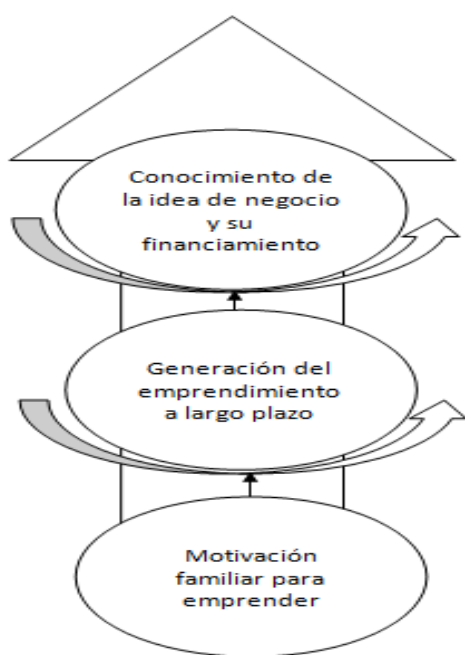 Conocimiento de
la idea de negocio
y su
financiamiento
Generación del
emprendimiento
a largo plazo
Motivación
familiar para
emprender